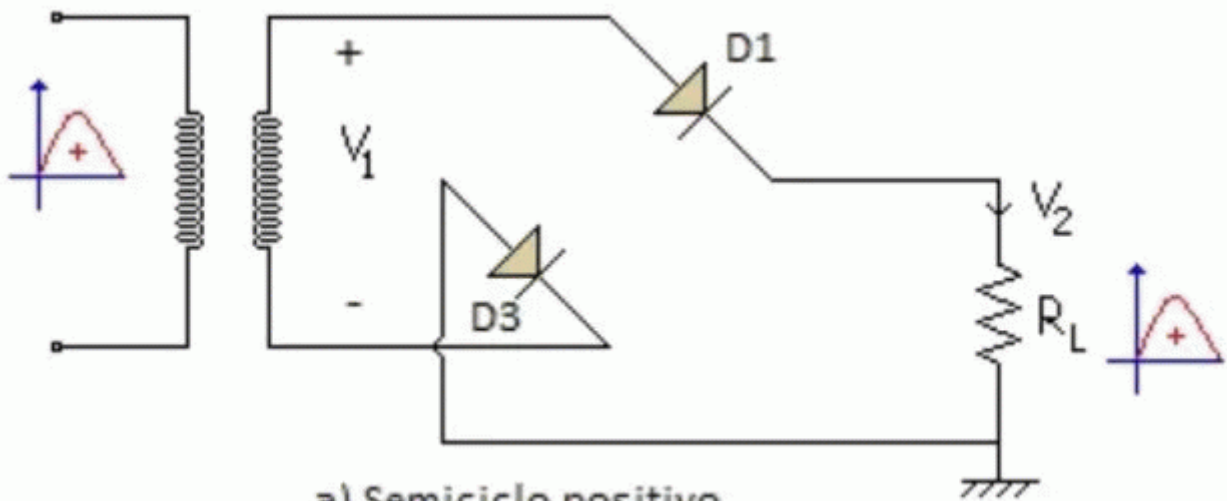 +
D1
+
V1
V2
-
D3
RL
+
a) Semiciclo positivo